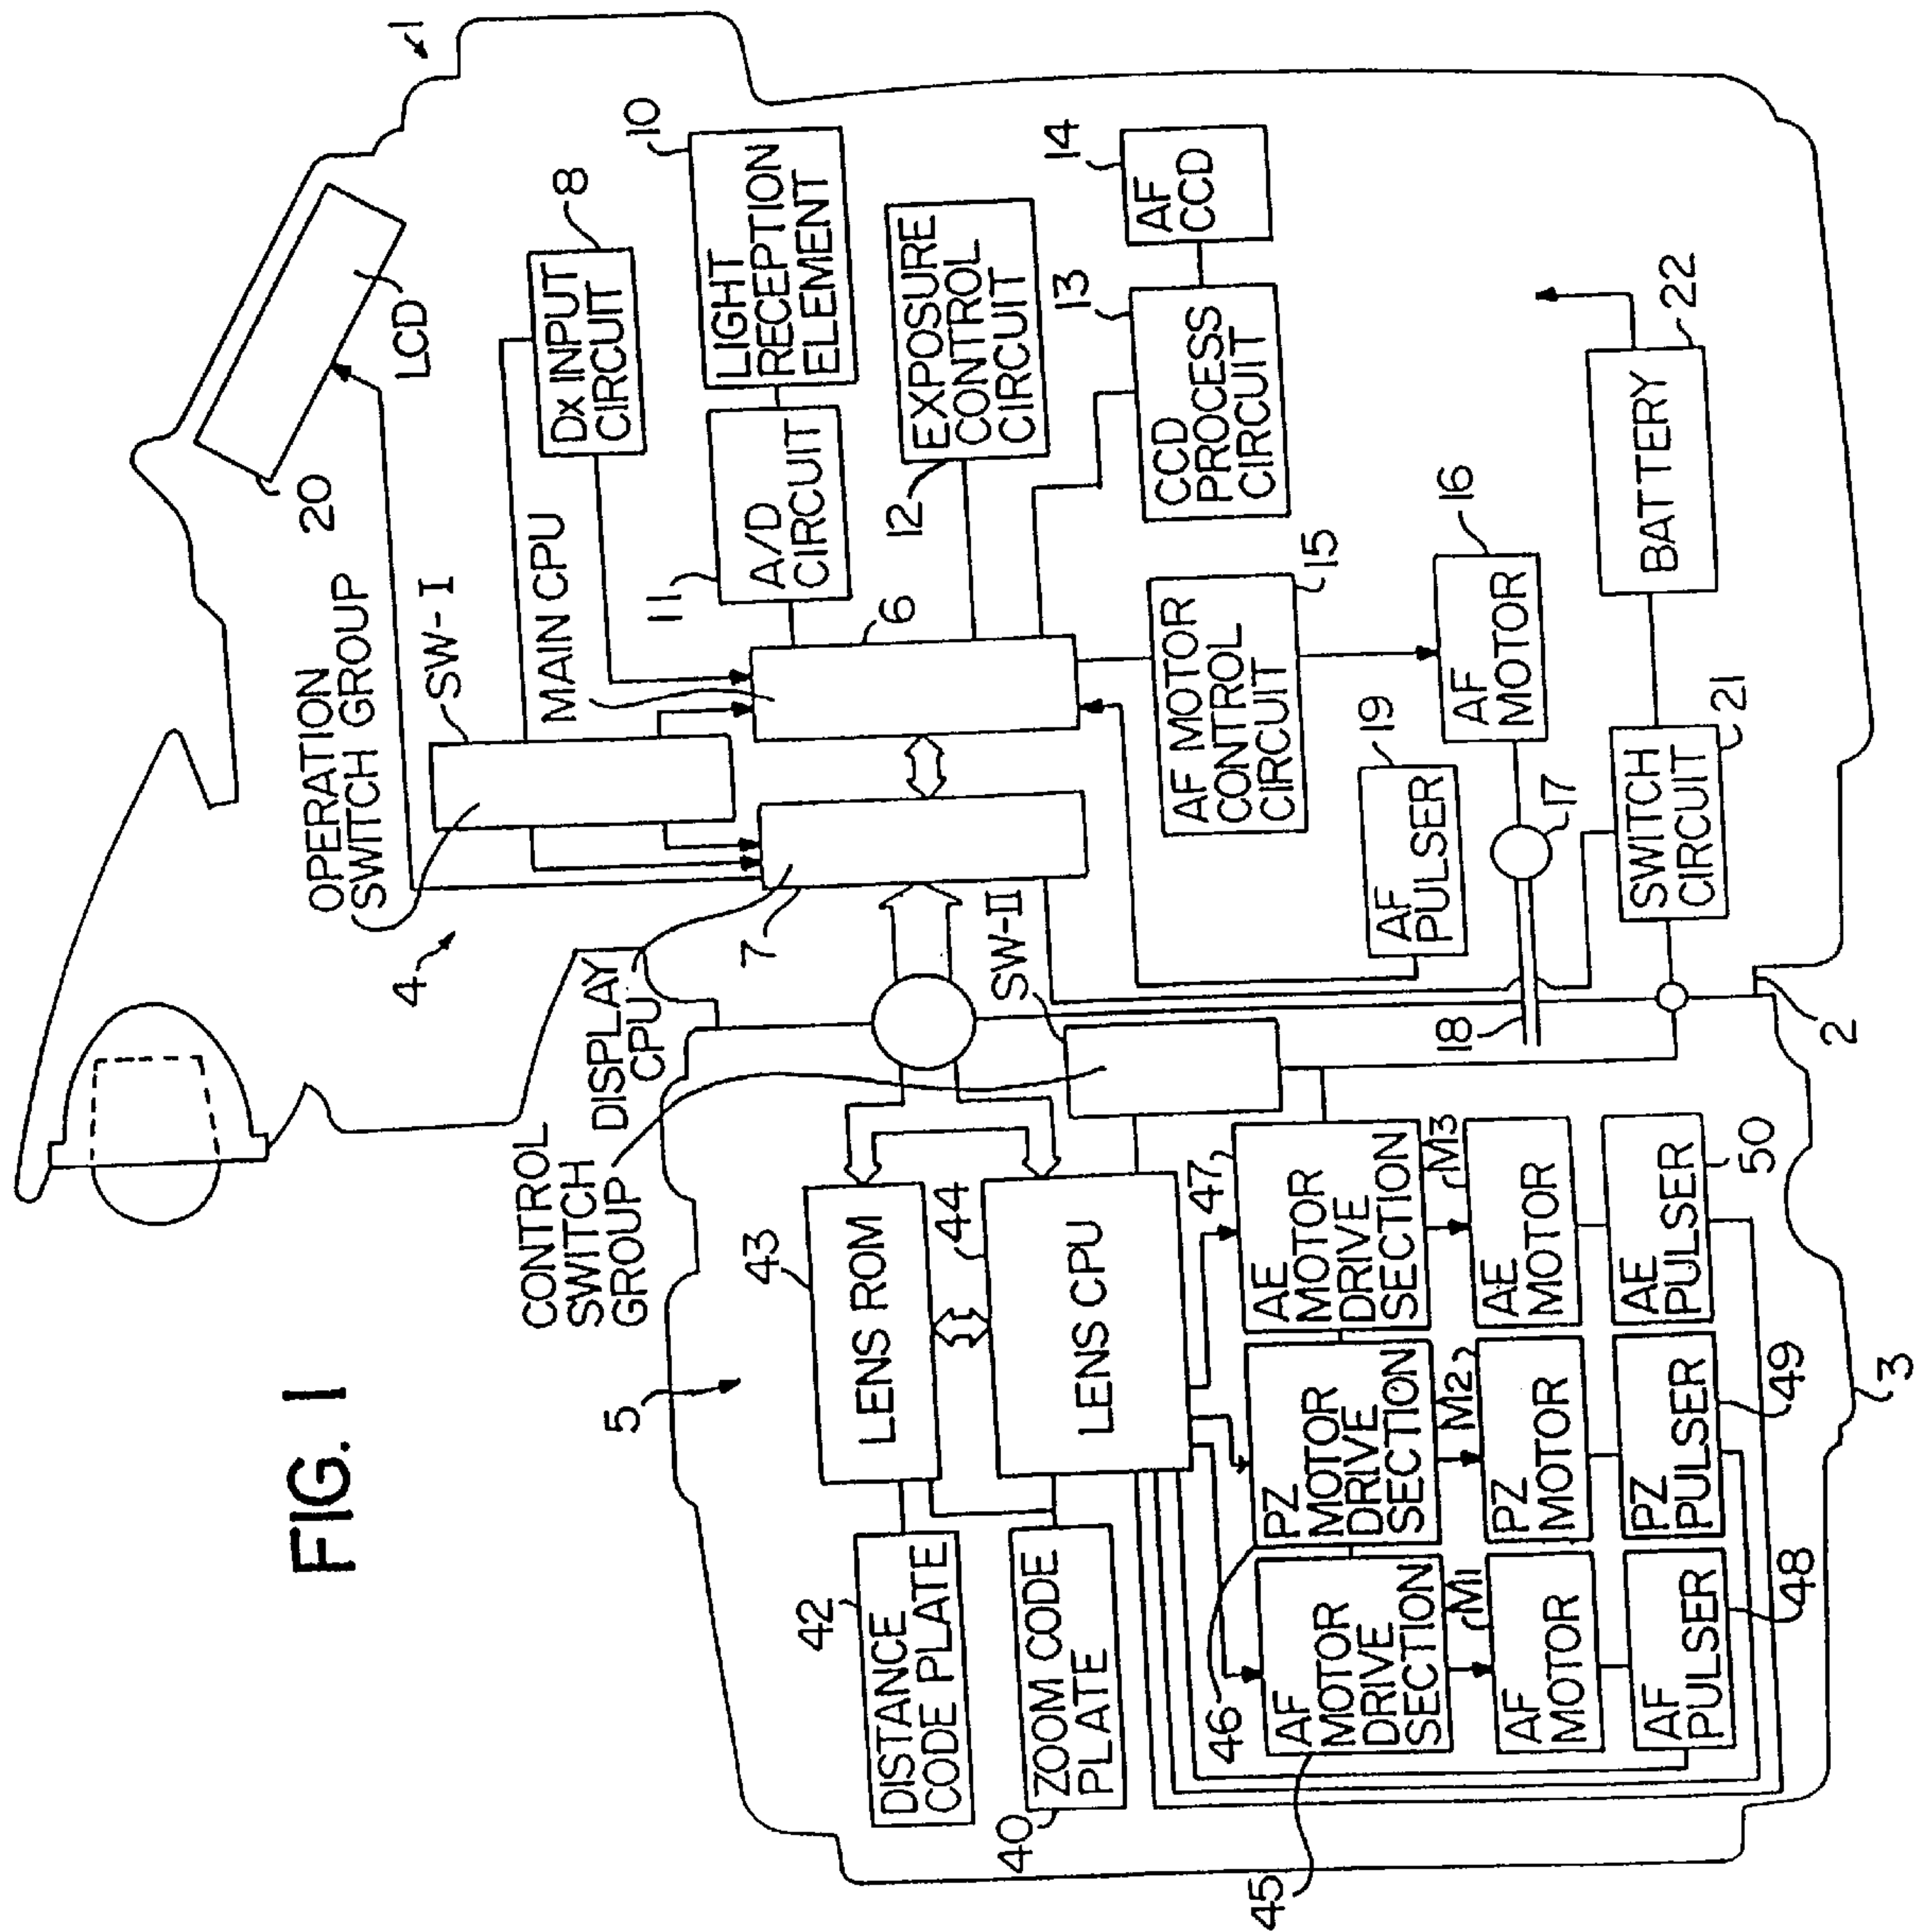 FIG. 1
1
LCD
20
OPERATION
SWITCH GROUP
SW-I
4
MAIN CPU
DX INPUT
CIRCUIT
8
LIGHT
RECEPTION
ELEMENT
10
A/D
CIRCUIT
11
6
EXPOSURE
CONTROL
CIRCUIT
12
CCD
PROCESS
CIRCUIT
13
AF
CCD
14
AF MOTOR
CONTROL
CIRCUIT
15
AF
MOTOR
16
17
18
AF
PULSER
19
BATTERY
22
SWITCH
CIRCUIT
21
2
7
DISPLAY
CPU
SW-II
CONTROL
SWITCH
GROUP
5
LENS ROM
43
44
LENS CPU
DISTANCE
CODE PLATE
42
ZOOM CODE
PLATE
40
AF
MOTOR
DRIVE
SECTION
45
PZ
MOTOR
DRIVE
SECTION
46
AE
MOTOR
DRIVE
SECTION
47
M1
M2
M3
AF
MOTOR
PZ
MOTOR
AE
MOTOR
AF
PULSER
48
PZ
PULSER
49
AE
PULSER
50
3